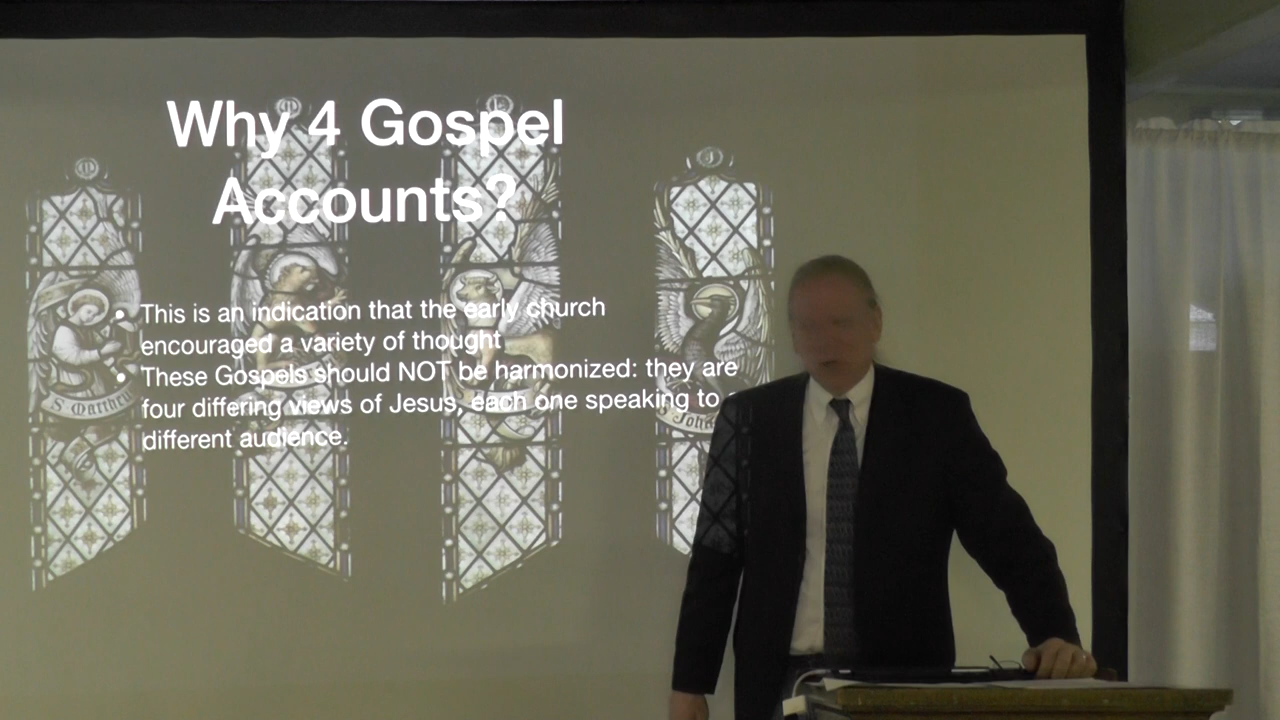 Why 4 Gospel
Accounts?
This is an indication that the early church
encouraged a variety of thought
These Gospels should NOT be harmonized: they are
four differing views of Jesus, each one speaking to
different audience.
S Matthew